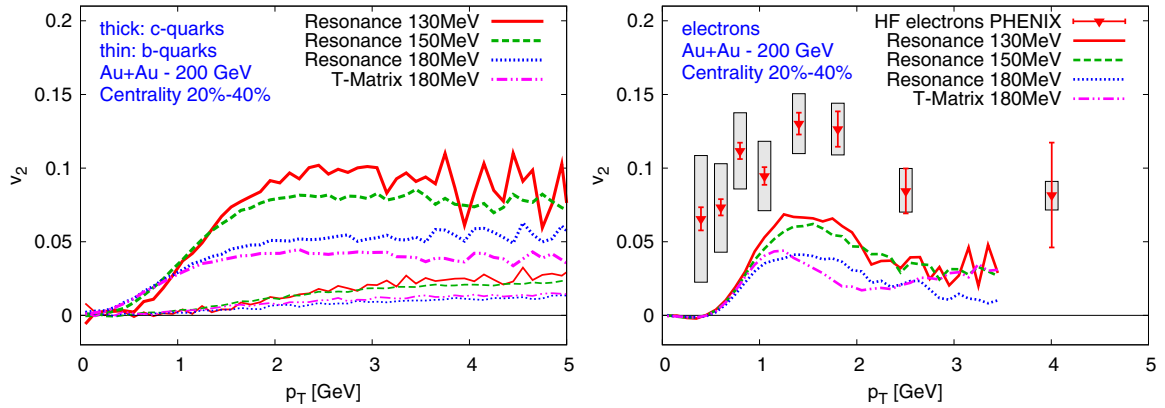 0.2
0.15
0.1
0.05
0
v2
thick: c-quarks
thin: b-quarks
Au+Au - 200 GeV
Centrality 20%-40%
Resonance 130MeV
Resonance 150MeV
Resonance 180MeV
T-Matrix 180MeV
0 1 2 3 4 5
pT [GeV]
0.2
0.15
0.1
0.05
0
v2
electrons
Au+Au - 200 GeV
Centrality 20%-40%
HF electrons PHENIX
Resonance 130MeV
Resonance 150MeV
Resonance 180MeV
T-Matrix 180MeV
0 1 2 3 4 5
pT [GeV]